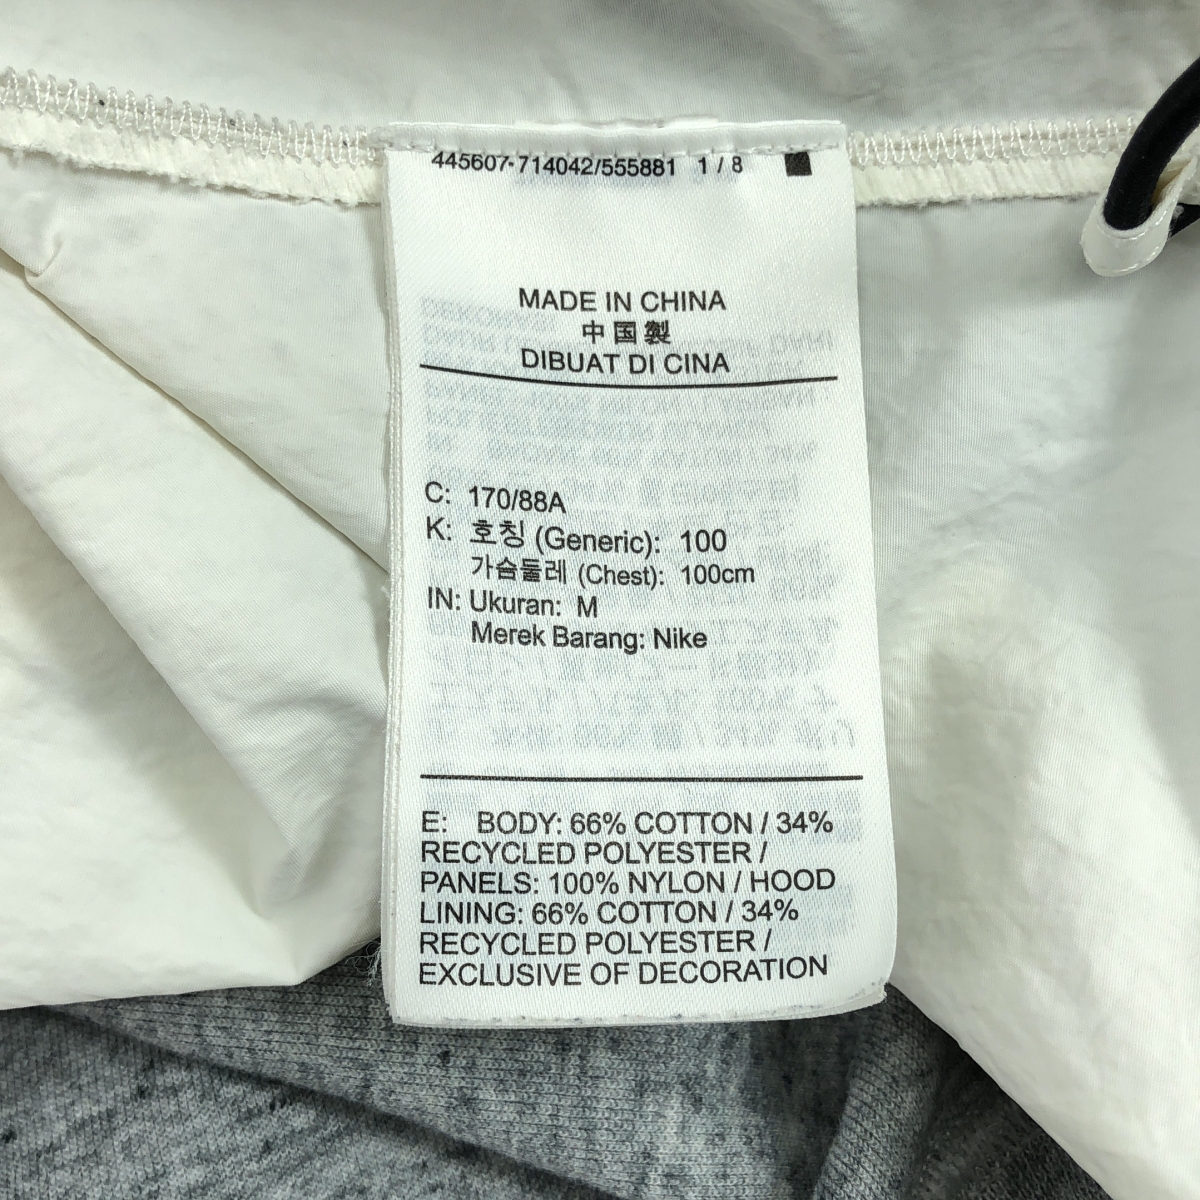 445607-714042/555881 1 / 8
MADE IN CHINA
中国製
DIBUAT DI CINA
C: 170/88A
K: 호칭 (Generic): 100
가슴둘레 (Chest): 100cm
IN: Ukuran: M
Merek Barang: Nike
E: BODY: 66% COTTON / 34%
RECYCLED POLYESTER /
PANELS: 100% NYLON / HOOD
LINING: 66% COTTON / 34%
RECYCLED POLYESTER /
EXCLUSIVE OF DECORATION